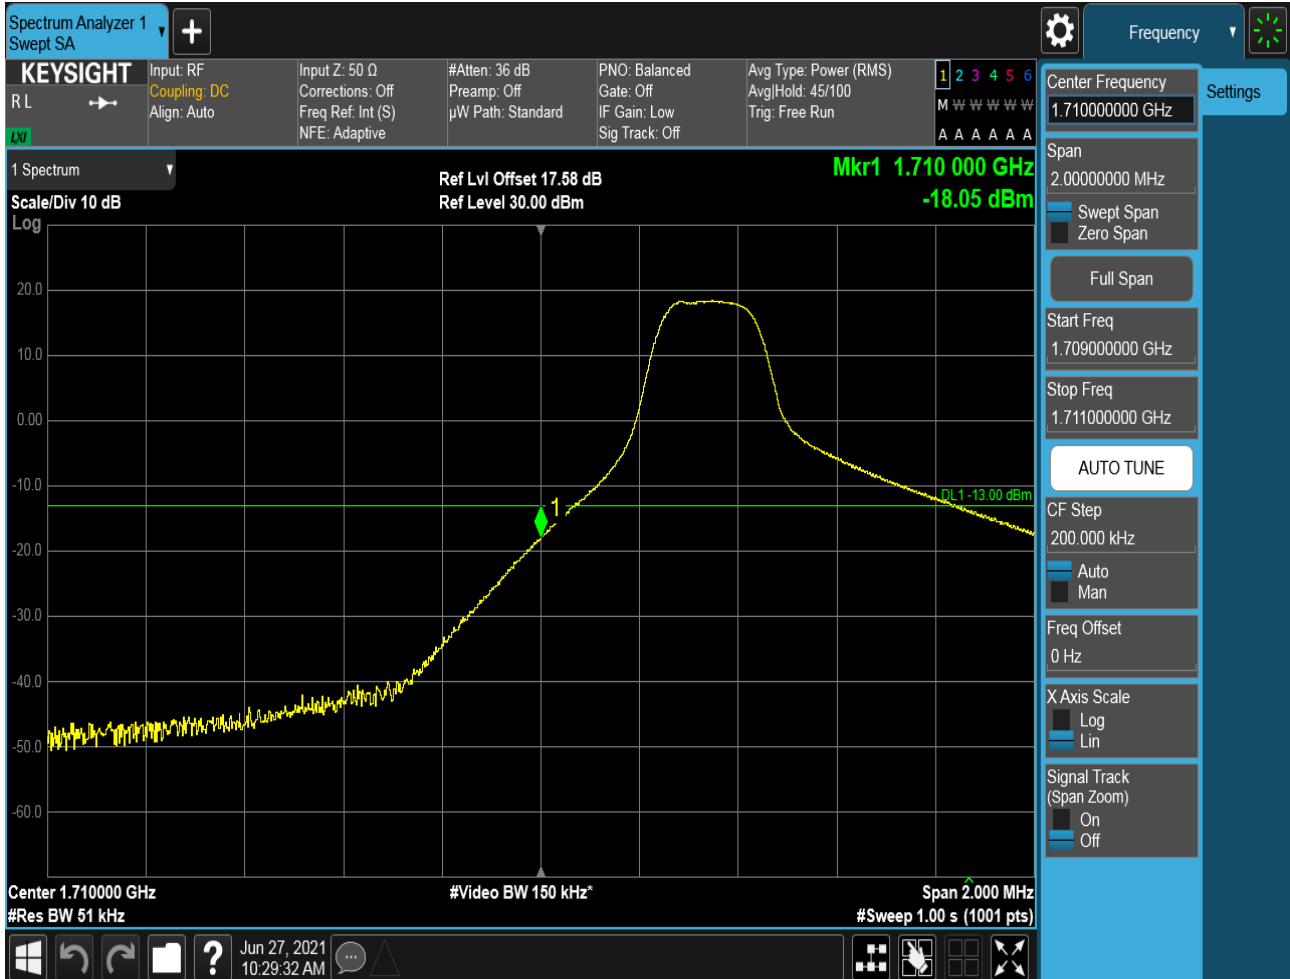 Spectrum Analyzer 1
Swept SA
Frequency
KEYSIGHT
R L
LXI
Input: RF
Coupling: DC
Align: Auto
Input Z: 50 Ω
Corrections: Off
Freq Ref: Int (S)
NFE: Adaptive
#Atten: 36 dB
Preamp: Off
µW Path: Standard
PNO: Balanced
Gate: Off
IF Gain: Low
Sig Track: Off
Avg Type: Power (RMS)
Avg|Hold: 45/100
Trig: Free Run
1 2 3 4 5 6
M W W W W W
A A A A A A
1 Spectrum
Scale/Div 10 dB
Log
Ref Lvl Offset 17.58 dB
Ref Level 30.00 dBm
Mkr1 1.710 000 GHz
-18.05 dBm
20.0
10.0
0.00
-10.0
-20.0
-30.0
-40.0
-50.0
-60.0
1
DL1 -13.00 dBm
Center 1.710000 GHz
#Res BW 51 kHz
#Video BW 150 kHz*
Span 2.000 MHz
#Sweep 1.00 s (1001 pts)
Center Frequency
1.710000000 GHz
Settings
Span
2.00000000 MHz
Swept Span
Zero Span
Full Span
Start Freq
1.709000000 GHz
Stop Freq
1.711000000 GHz
AUTO TUNE
CF Step
200.000 kHz
Auto
Man
Freq Offset
0 Hz
X Axis Scale
Log
Lin
Signal Track
(Span Zoom)
On
Off
?
Jun 27, 2021
10:29:32 AM